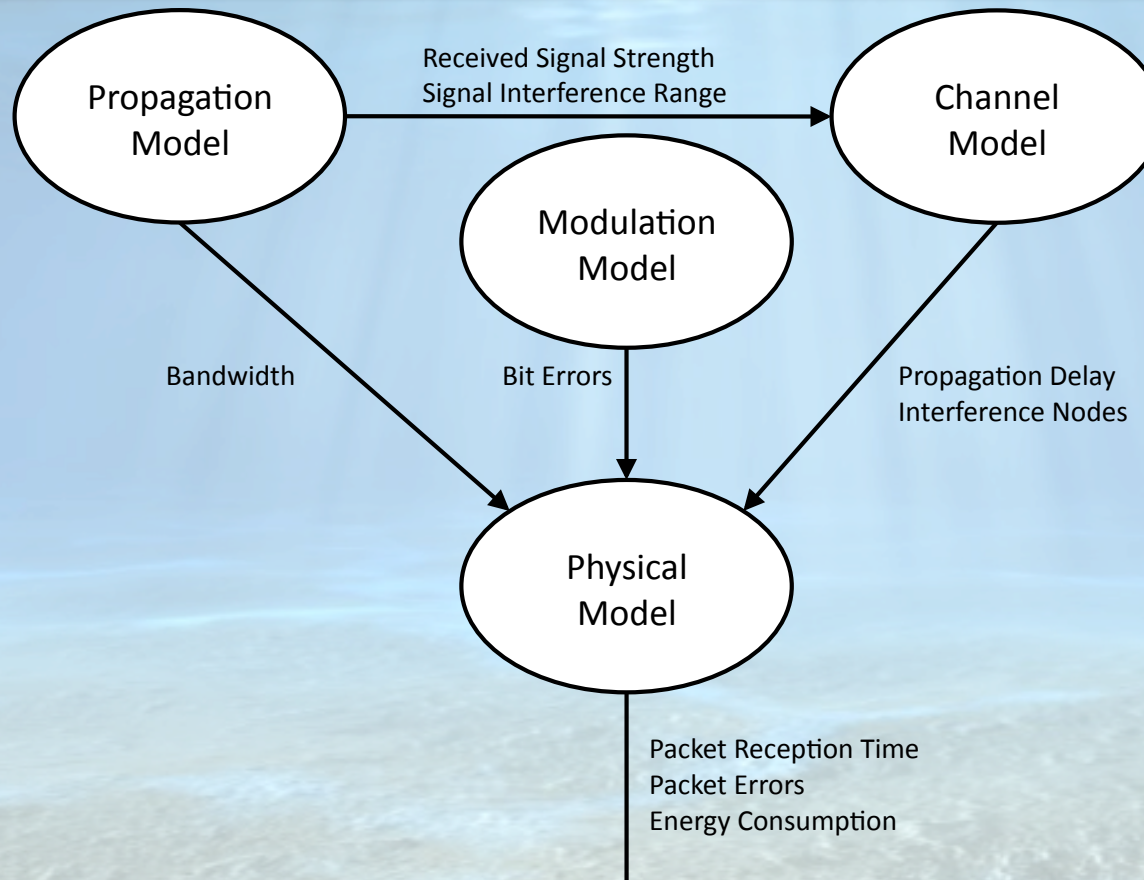 Propagation
Model
Received Signal Strength
Signal Interference Range
Channel
Model
Modulation
Model
Bandwidth
Bit Errors
Propagation Delay
Interference Nodes
Physical
Model
Packet Reception Time
Packet Errors
Energy Consumption